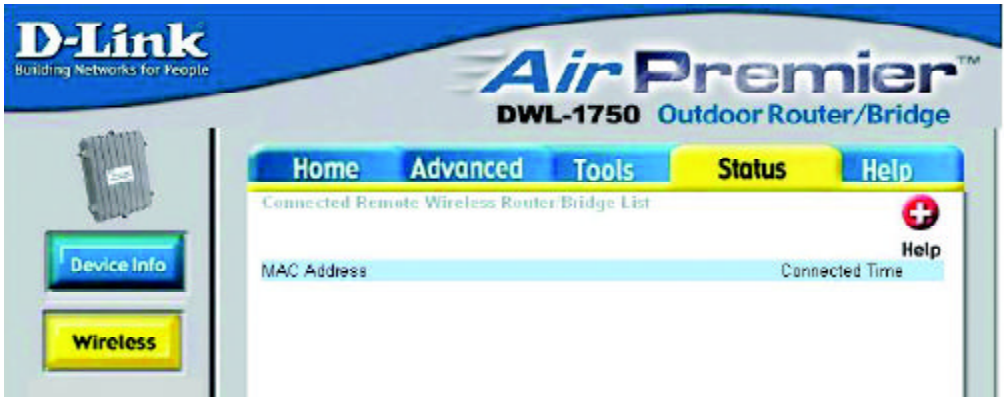 D-Link
Building Networks for People
Air Premier™
DWL-1750 Outdoor Router/Bridge
Home Advanced Tools Status Help
Connected Remote Wireless Router/Bridge List
Help
MAC Address Connected Time
Device Info
Wireless